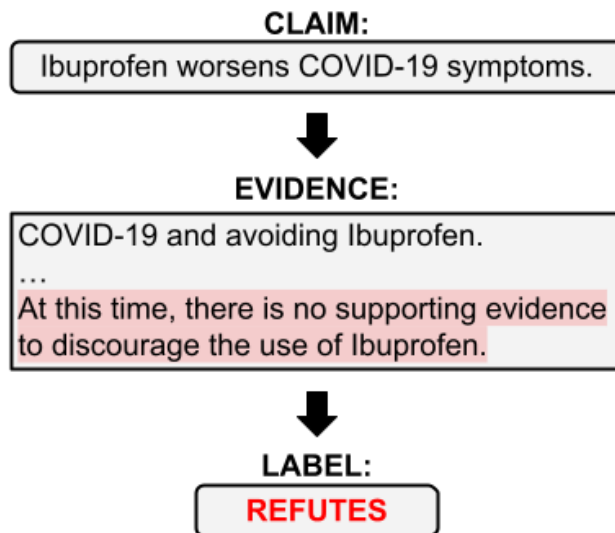 CLAIM:
Ibuprofen worsens COVID-19 symptoms.
EVIDENCE:
COVID-19 and avoiding Ibuprofen.
...
At this time, there is no supporting evidence
to discourage the use of Ibuprofen.
LABEL:
REFUTES